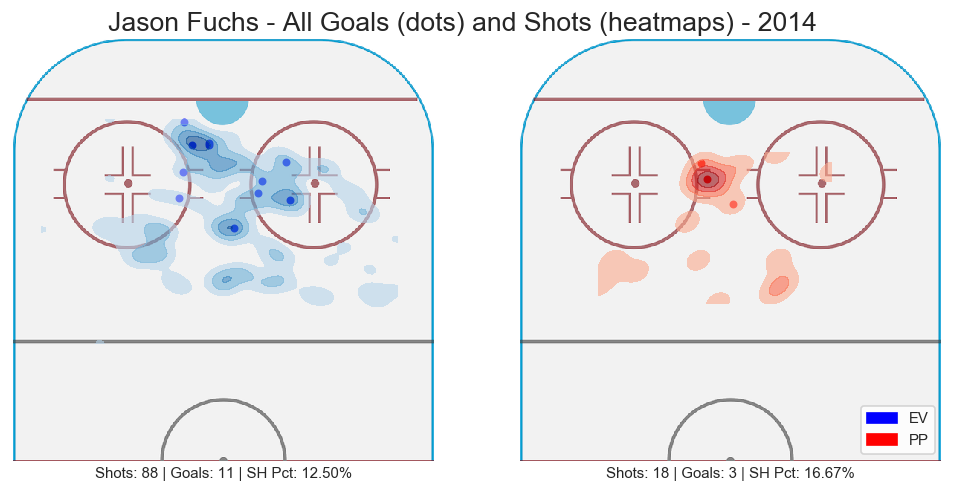 Jason Fuchs - All Goals (dots) and Shots (heatmaps) - 2014
EV
PP
Shots: 88 | Goals: 11 | SH Pct: 12.50%
Shots: 18 | Goals: 3 | SH Pct: 16.67%